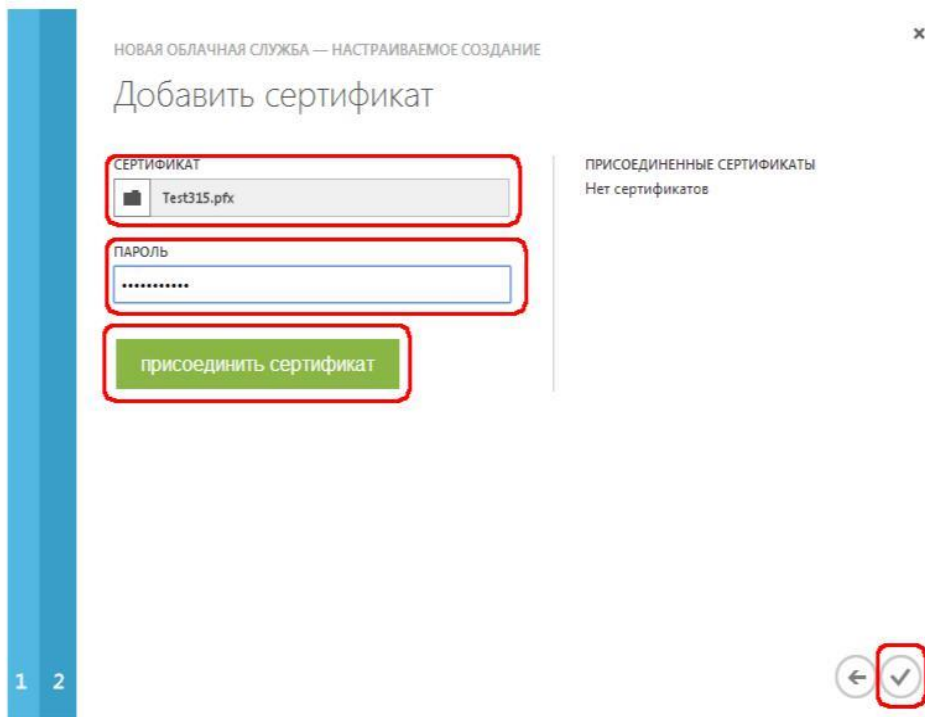 НОВАЯ ОБЛАЧНАЯ СЛУЖБА — НАСТРАИВАЕМОЕ СОЗДАНИЕ
Добавить сертификат
СЕРТИФИКАТ
Test315.pfx
ПАРОЛЬ
•••••••••••
присоединить сертификат
ПРИСОЕДИНЕННЫЕ СЕРТИФИКАТЫ
Нет сертификатов
1 2